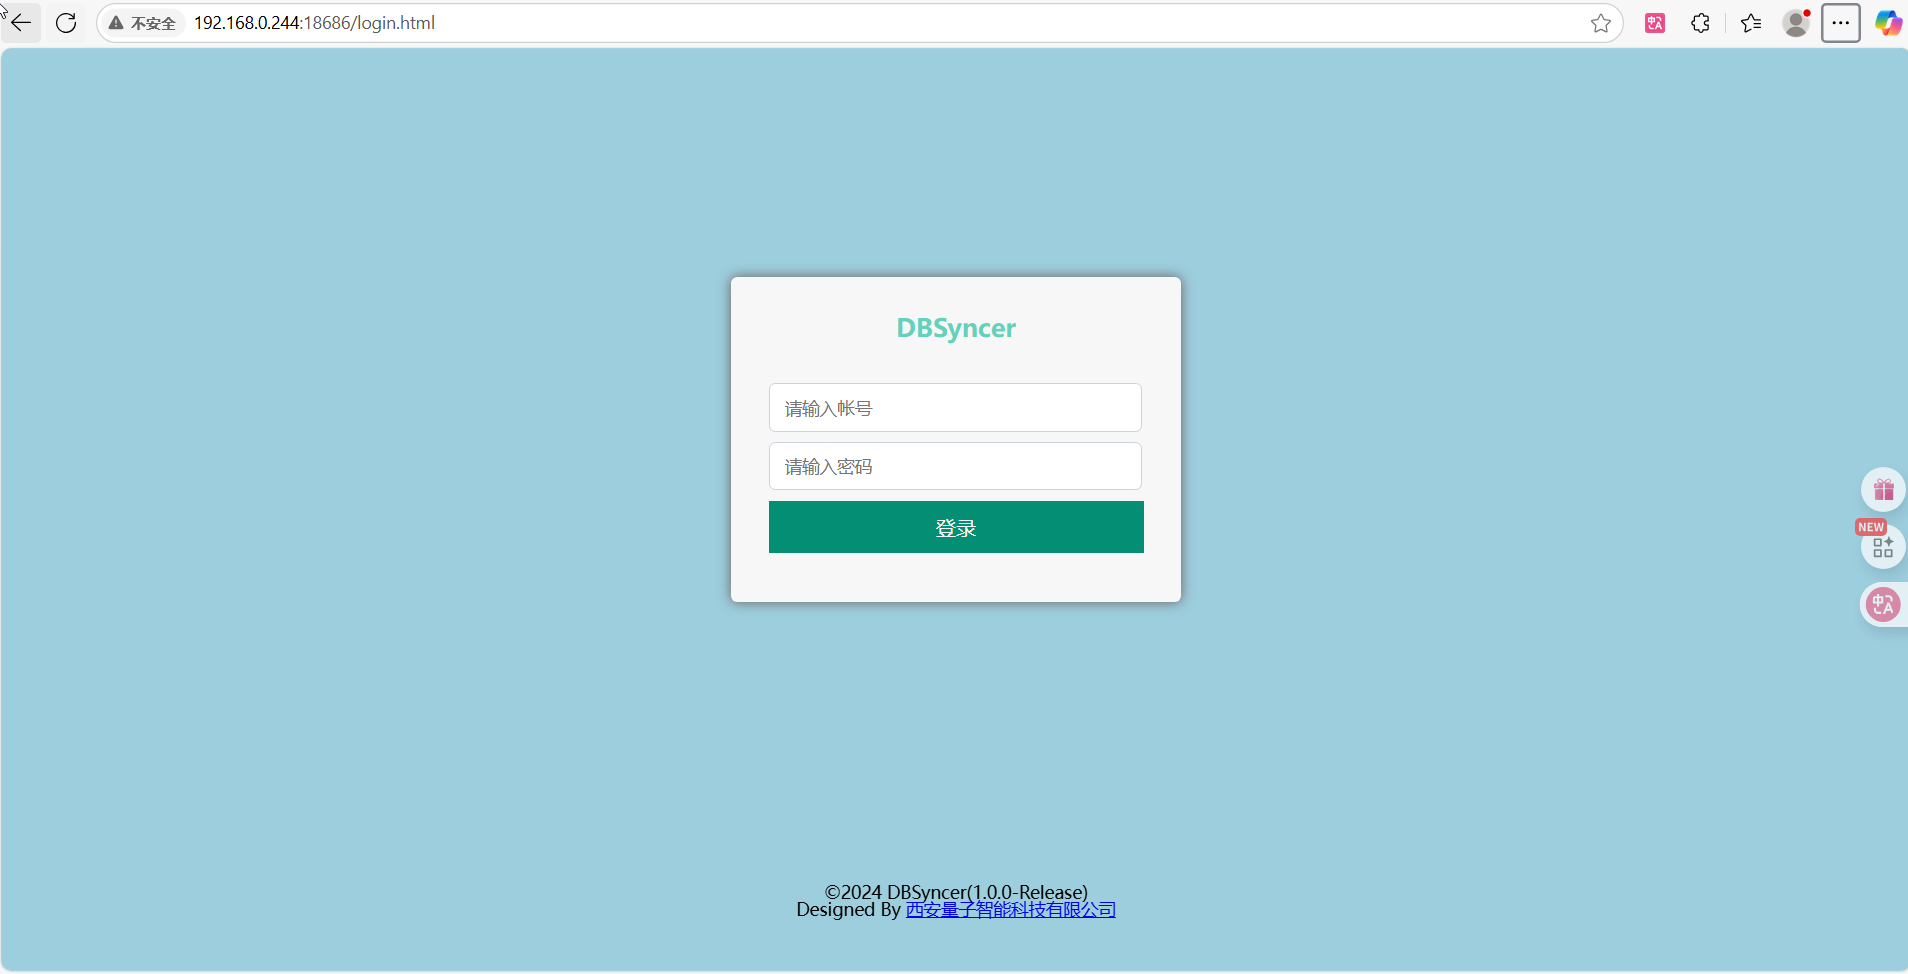 不安全 192.168.0.244:18686/login.html
DBSyncer
请输入帐号
请输入密码
登录
NEW
©2024 DBSyncer(1.0.0-Release)
Designed By 西安量子智能科技有限公司